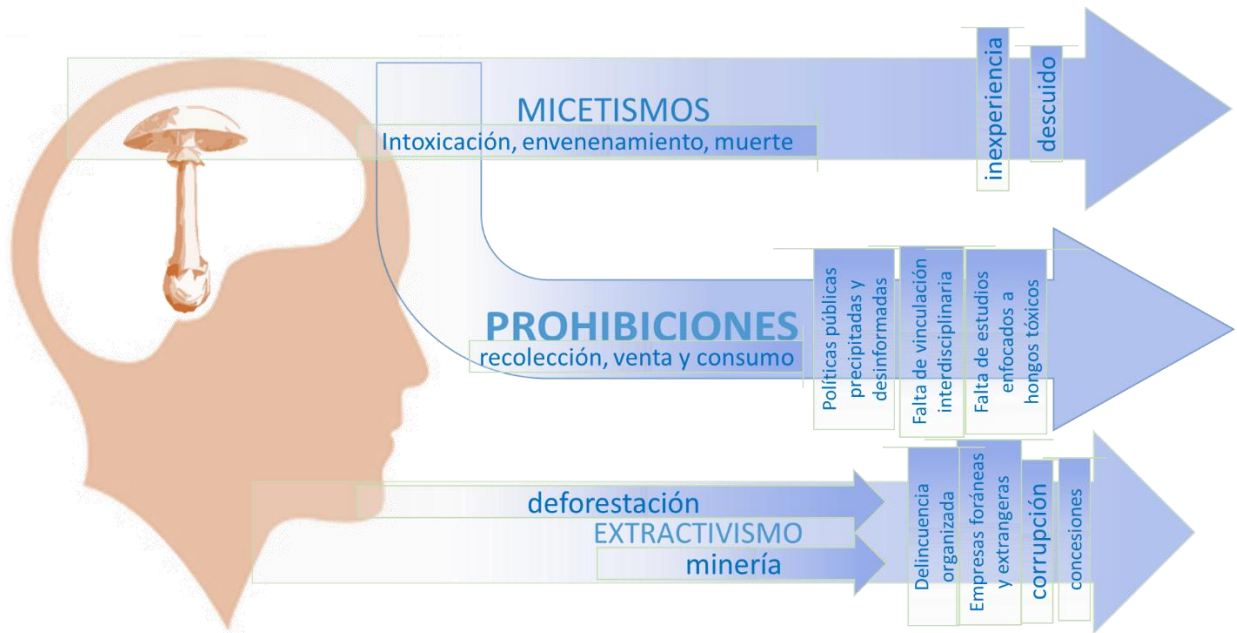 MICETISMOS
Intoxicación, envenenamiento, muerte
inexperiencia
descuido
PROHIBICIONES
recolección, venta y consumo
Políticas públicas
precipitadas y
desinformadas
Falta de vinculación
interdisciplinaria
Falta de estudios
enfocados a
hongos tóxicos
deforestación
EXTRACTIVISMO
minería
Delincuencia
organizada
Empresas foráneas
y extrangeras
corrupción
concesiones